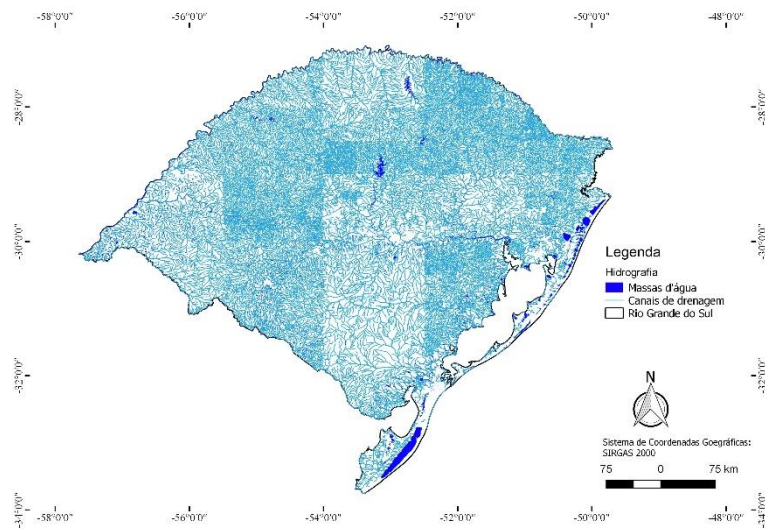 -58°0'0" -56°0'0" -54°0'0" -52°0'0" -50°0'0" -48°0'0"
-28°0'0" -28°0'0"
-30°0'0" -30°0'0"
-32°0'0" -32°0'0"
-34°0'0" -34°0'0"
Legenda
Hidrografia
Massas d'água
Canais de drenagem
Rio Grande do Sul
N
Sistema de Coordenadas Goegráficas:
SIRGAS 2000
75 0 75 km
-58°0'0" -56°0'0" -54°0'0" -52°0'0" -50°0'0" -48°0'0"